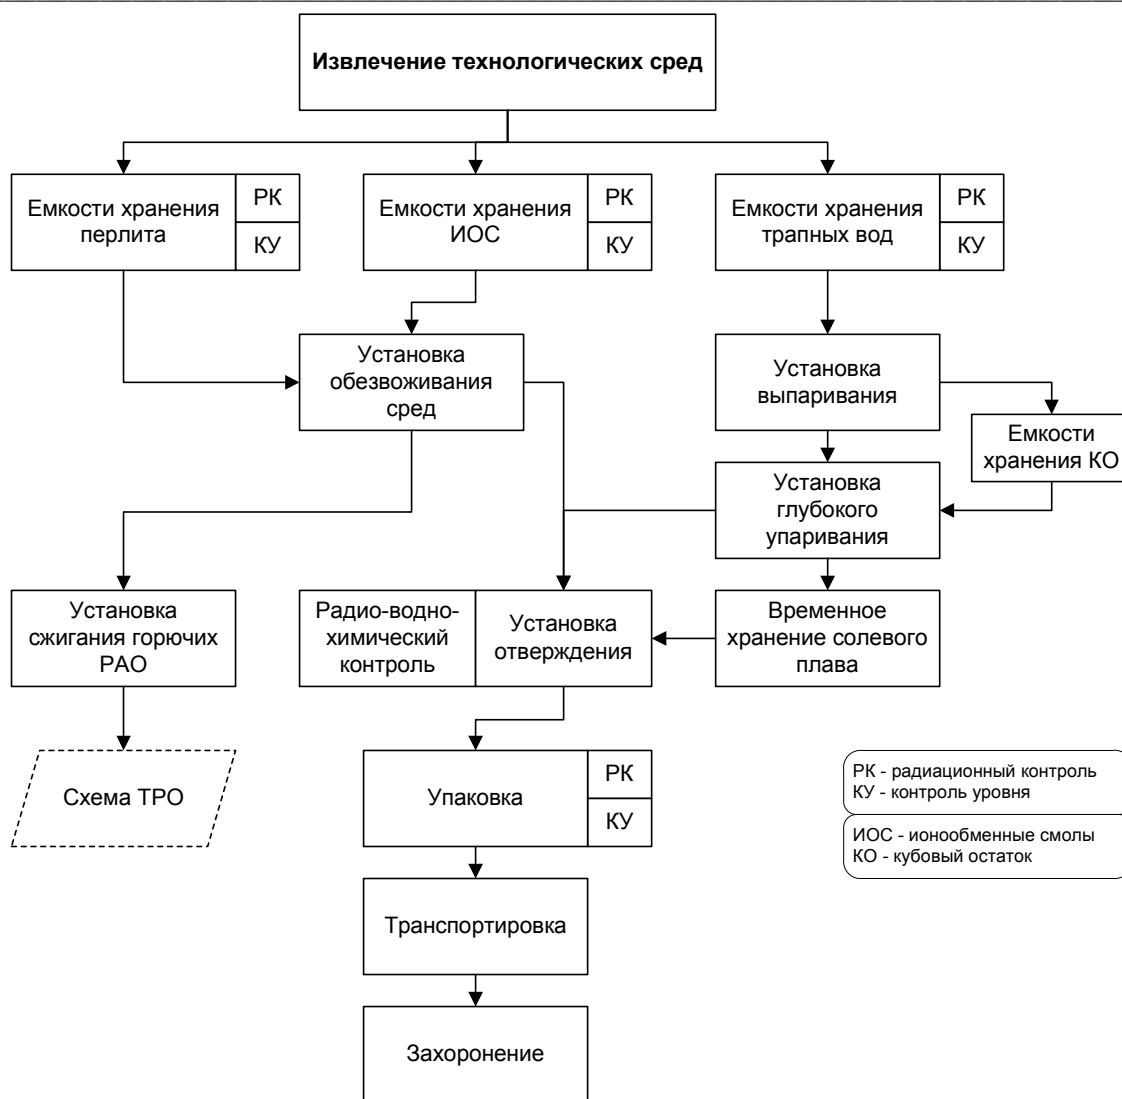 Извлечение технологических сред
Емкости хранения
перлита
РК
КУ
Емкости хранения
ИОС
РК
КУ
Емкости хранения
трапных вод
РК
КУ
Установка
обезвоживания
сред
Установка
выпаривания
Емкости
хранения КО
Установка
глубокого
упаривания
Установка
сжигания горючих
РАО
Радио-водно-
химический
контроль
Установка
отверждения
Временное
хранение солевого
плава
Схема ТРО
Упаковка
РК
КУ
РК - радиационный контроль
КУ - контроль уровня
ИОС - ионообменные смолы
КО - кубовый остаток
Транспортировка
Захоронение